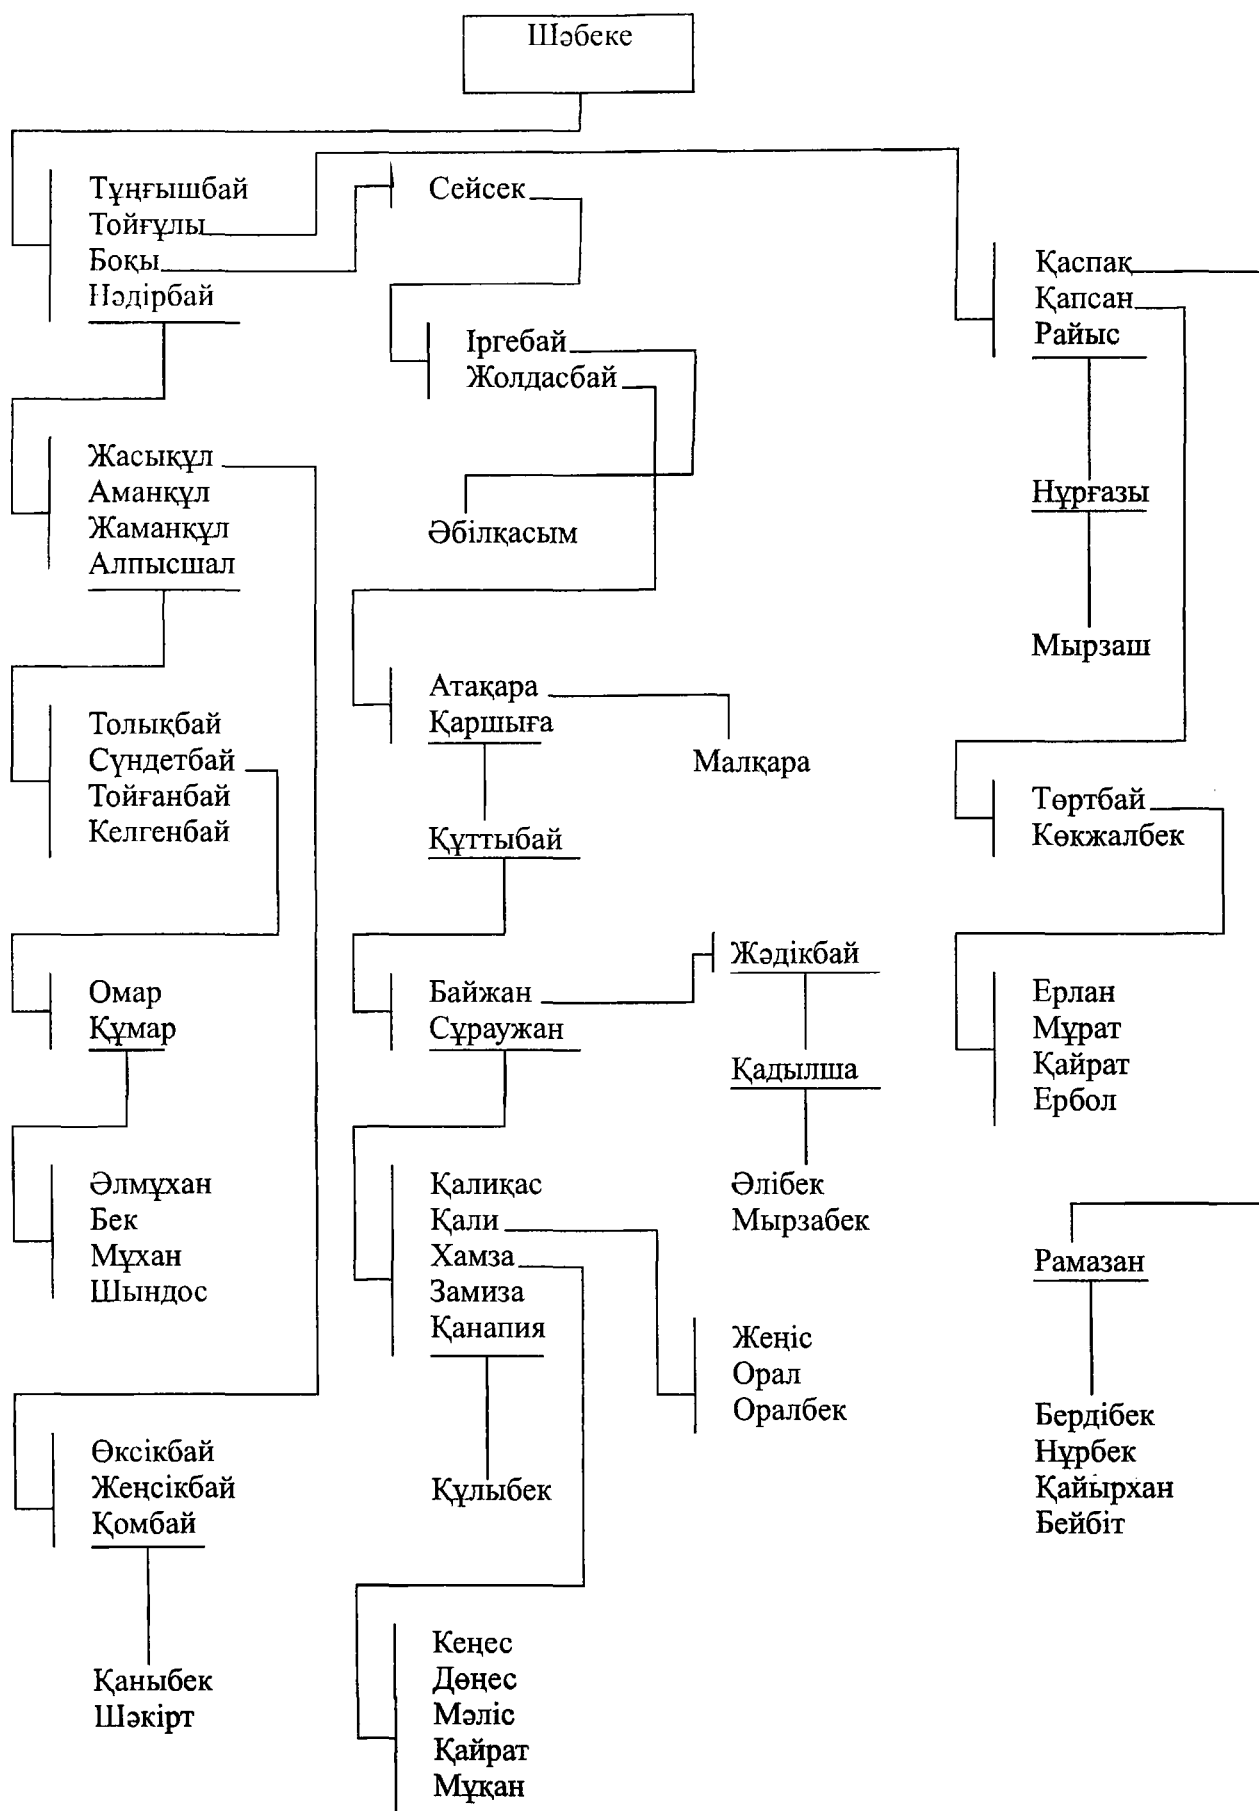 Шәбеке
Тұңғышбай
Тойғұлы
Боқы
Нәдірбай
Сейсек
Қаспақ
Қапсан
Райыс
Іргебай
Жолдасбай
Жасықұл
Аманқұл
Жаманқұл
Алпысшал
Әбілқасым
Нұрғазы
Мырзаш
Толықбай
Сүндетбай
Тойғанбай
Келгенбай
Атақара
Қаршыға
Малқара
Құттыбай
Төртбай
Көкжалбек
Омар
Құмар
Байжан
Сұраужан
Жәдікбай
Қадылша
Ерлан
Мұрат
Қайрат
Ербол
Әлмұхан
Бек
Мұхан
Шындос
Қалиқас
Қали
Хамза
Замиза
Қанапия
Әлібек
Мырзабек
Рамазан
Жеңіс
Орал
Оралбек
Бердібек
Нұрбек
Қайырхан
Бейбіт
Өксікбай
Жеңсікбай
Қомбай
Құлыбек
Қаныбек
Шәкірт
Кеңес
Дөңес
Мәліс
Қайрат
Мұқан